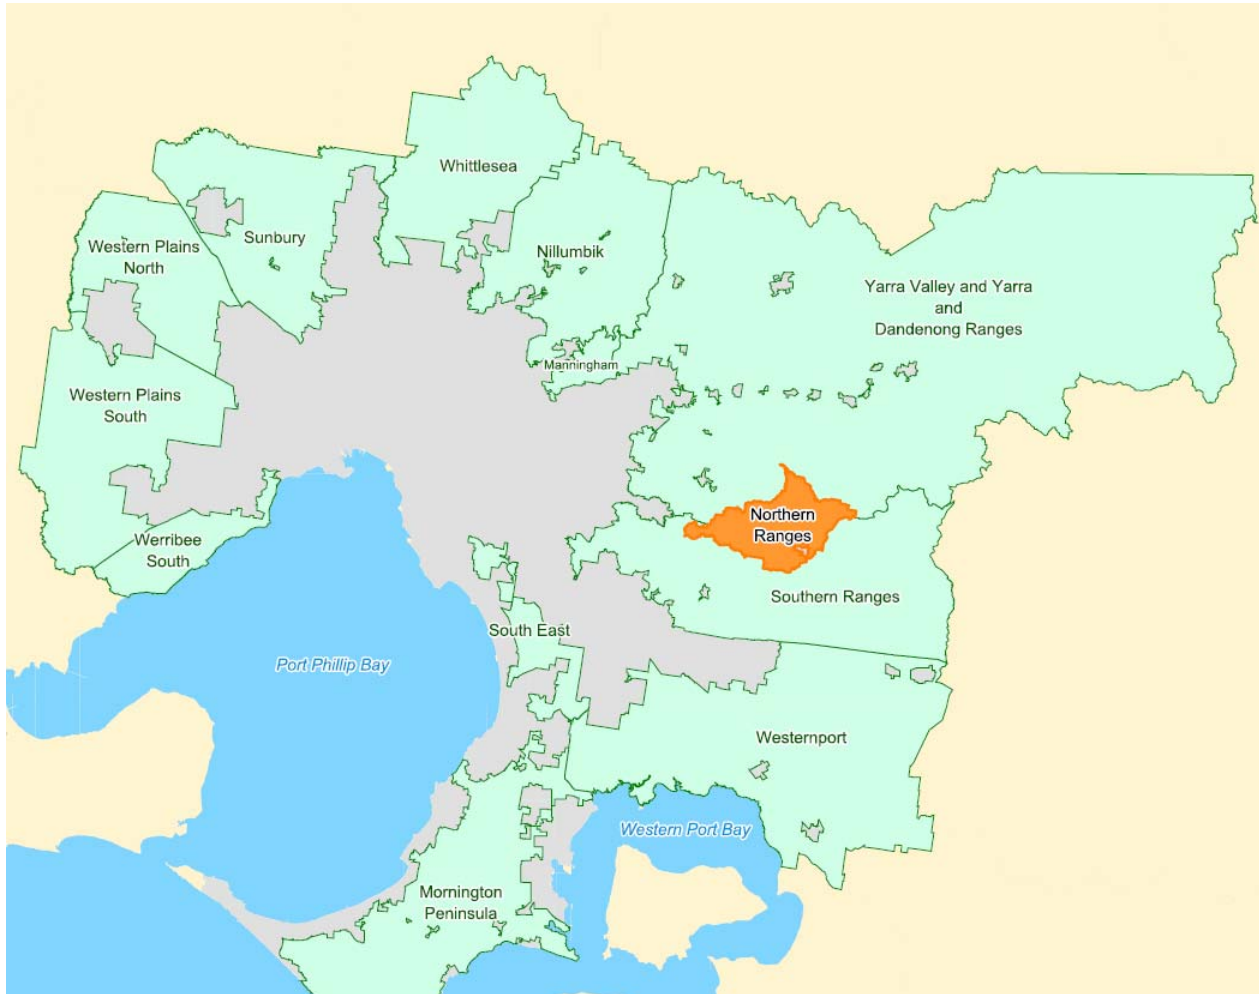 Whittlesea
Sunbury
Western Plains
North
Nillumbik
Yarra Valley and Yarra
and
Dandenong Ranges
Manningham
Western Plains
South
Northern
Ranges
Werribee
South
Southern Ranges
South East
Port Phillip Bay
Westernport
Western Port Bay
Mornington
Peninsula